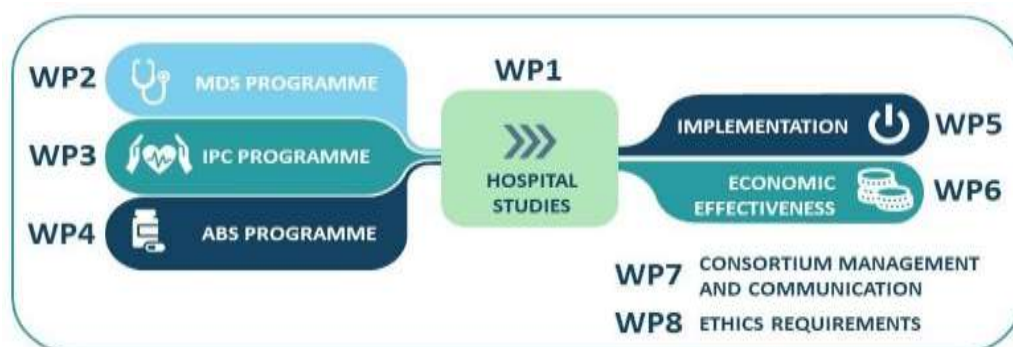 WP2
MDS PROGRAMME
WP3
IPC PROGRAMME
WP4
ABS PROGRAMME
WP1
HOSPITAL
STUDIES
IMPLEMENTATION
WP5
ECONOMIC
EFFECTIVENESS
WP6
WP7
CONSORTIUM MANAGEMENT
AND COMMUNICATION
WP8
ETHICS REQUIREMENTS